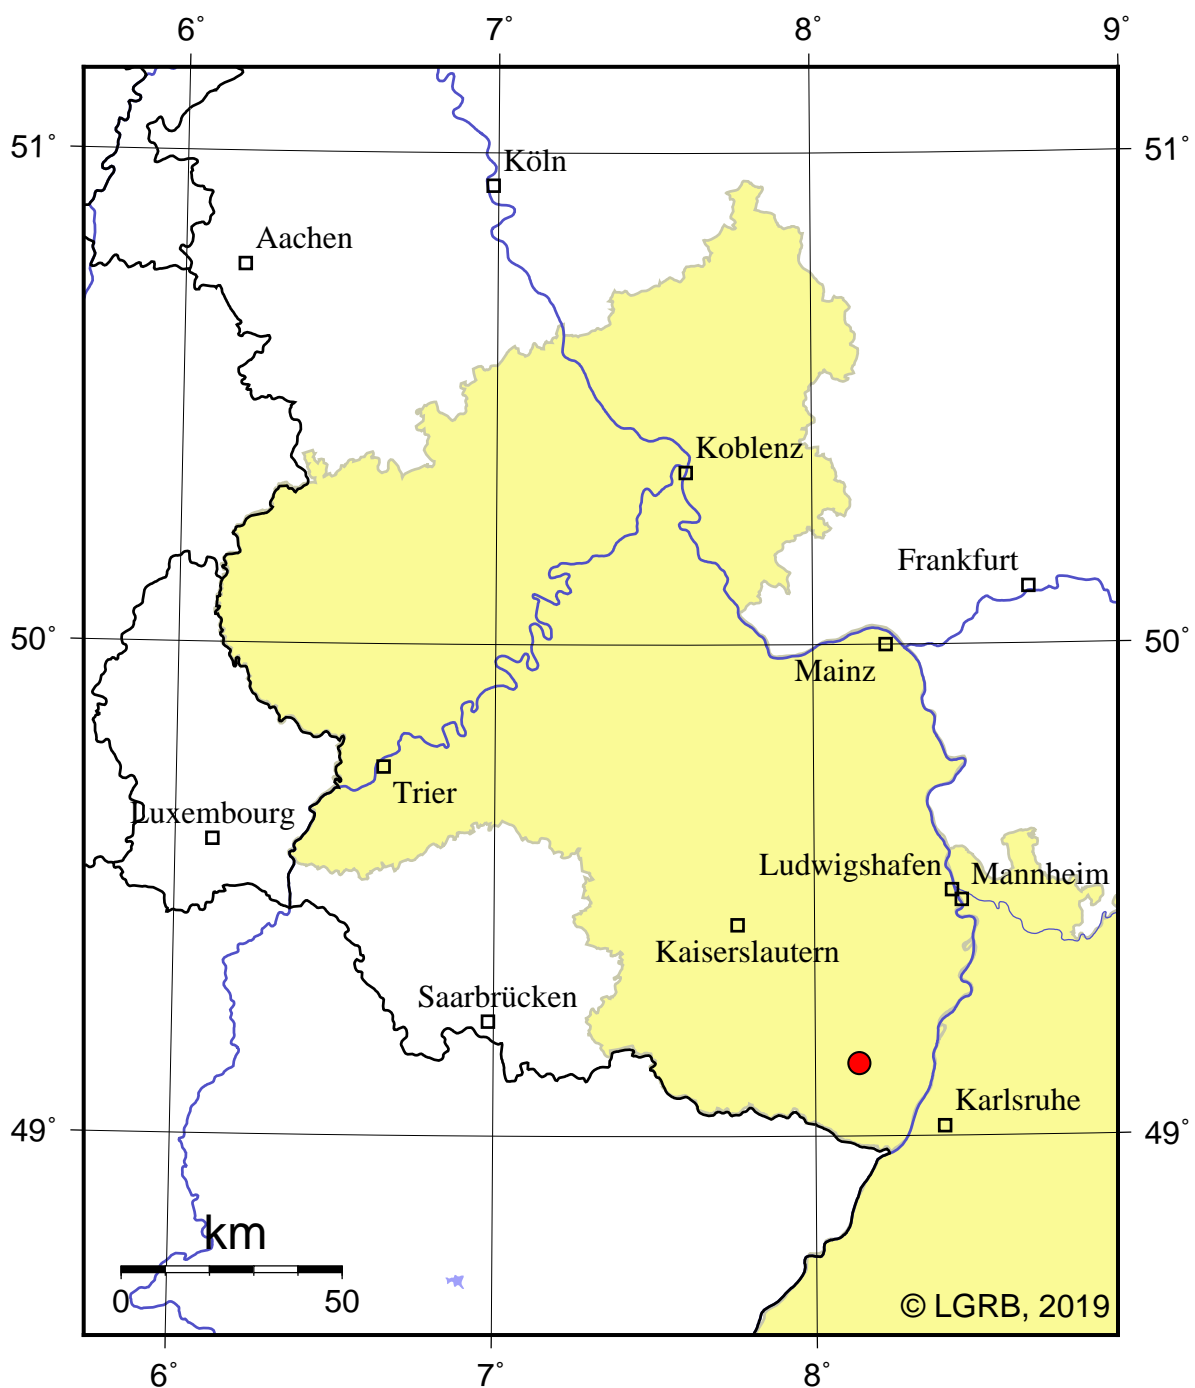 6° 7° 8° 9°
51° 51°
Köln
Aachen
Koblenz
Frankfurt
50° 50°
Mainz
Trier
Luxembourg
Ludwigshafen
Mannheim
Kaiserslautern
Saarbrücken
Karlsruhe
49° 49°
km
0 50
© LGRB, 2019
6° 7° 8°